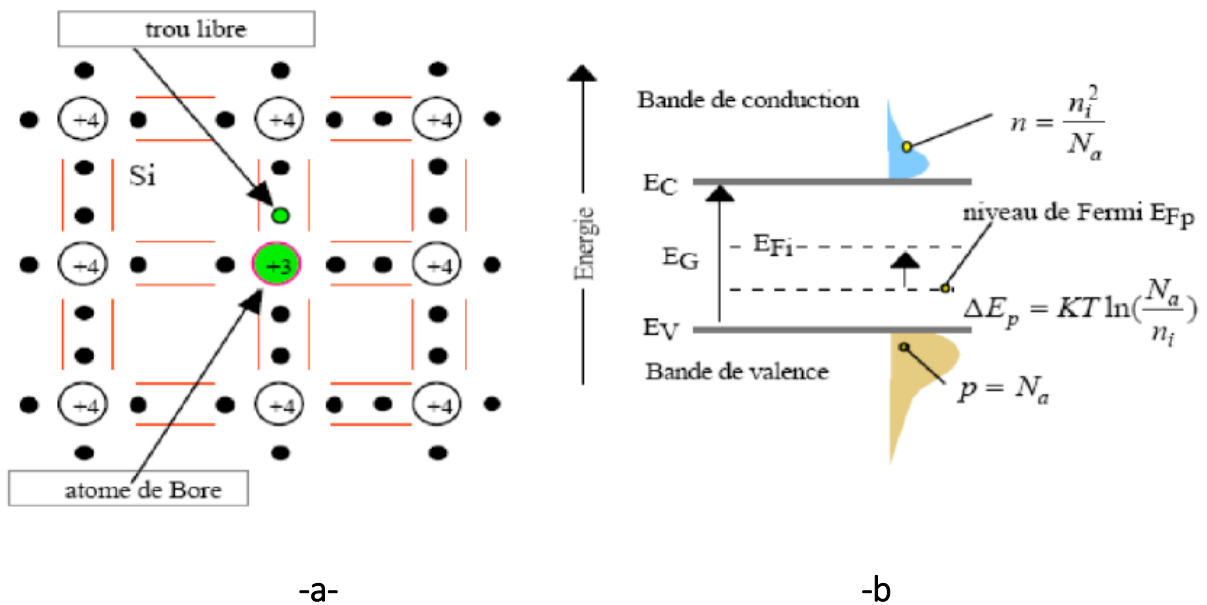 trou libre
+4
+4
+4
Si
+4
+3
+4
+4
+4
+4
atome de Bore
-a-
Energie
Bande de conduction
n = n_i^2 / N_a
E_C
niveau de Fermi E_Fp
E_Fi
E_G
ΔE_p = KT ln(N_a / n_i)
E_V
Bande de valence
p = N_a
-b